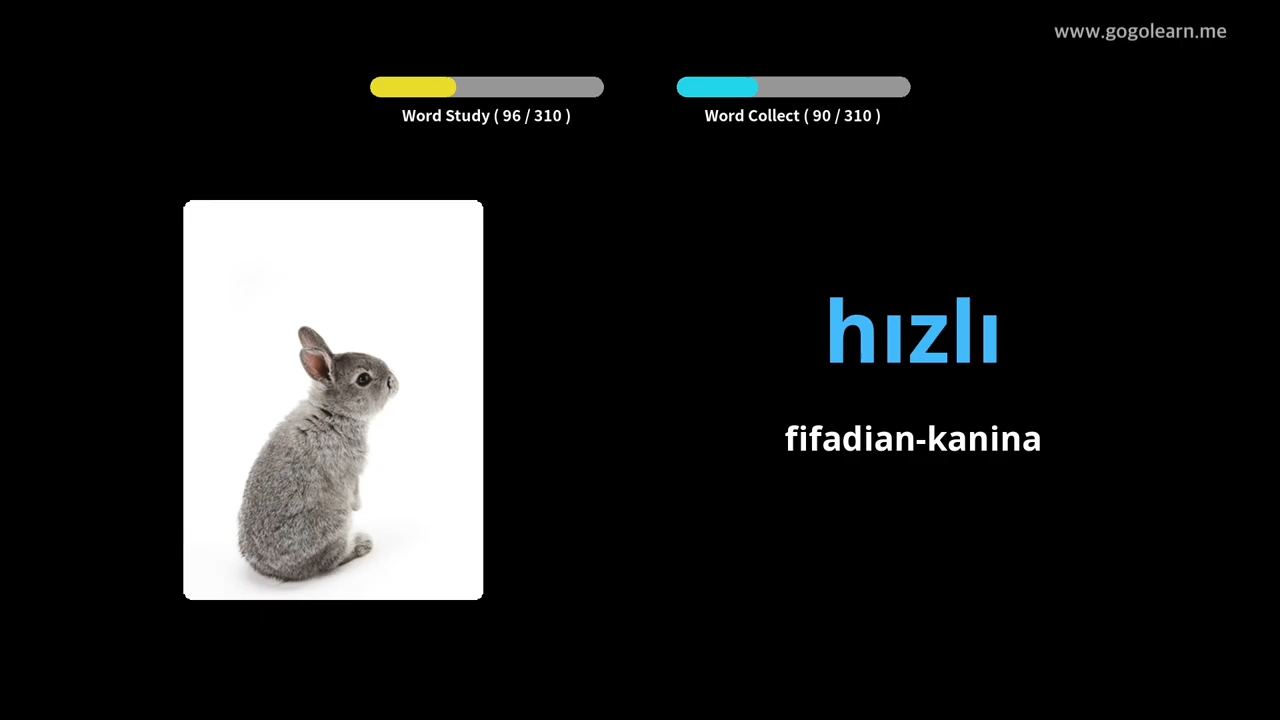 www.gogolearn.me
Word Study ( 96 / 310 )
Word Collect ( 90 / 310 )
hızlı
fifadian-kanina